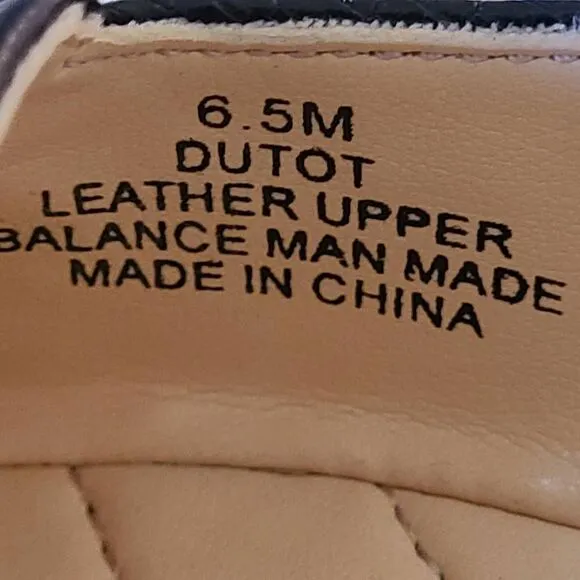 6.5M
DUTOT
LEATHER UPPER
BALANCE MAN MADE
MADE IN CHINA